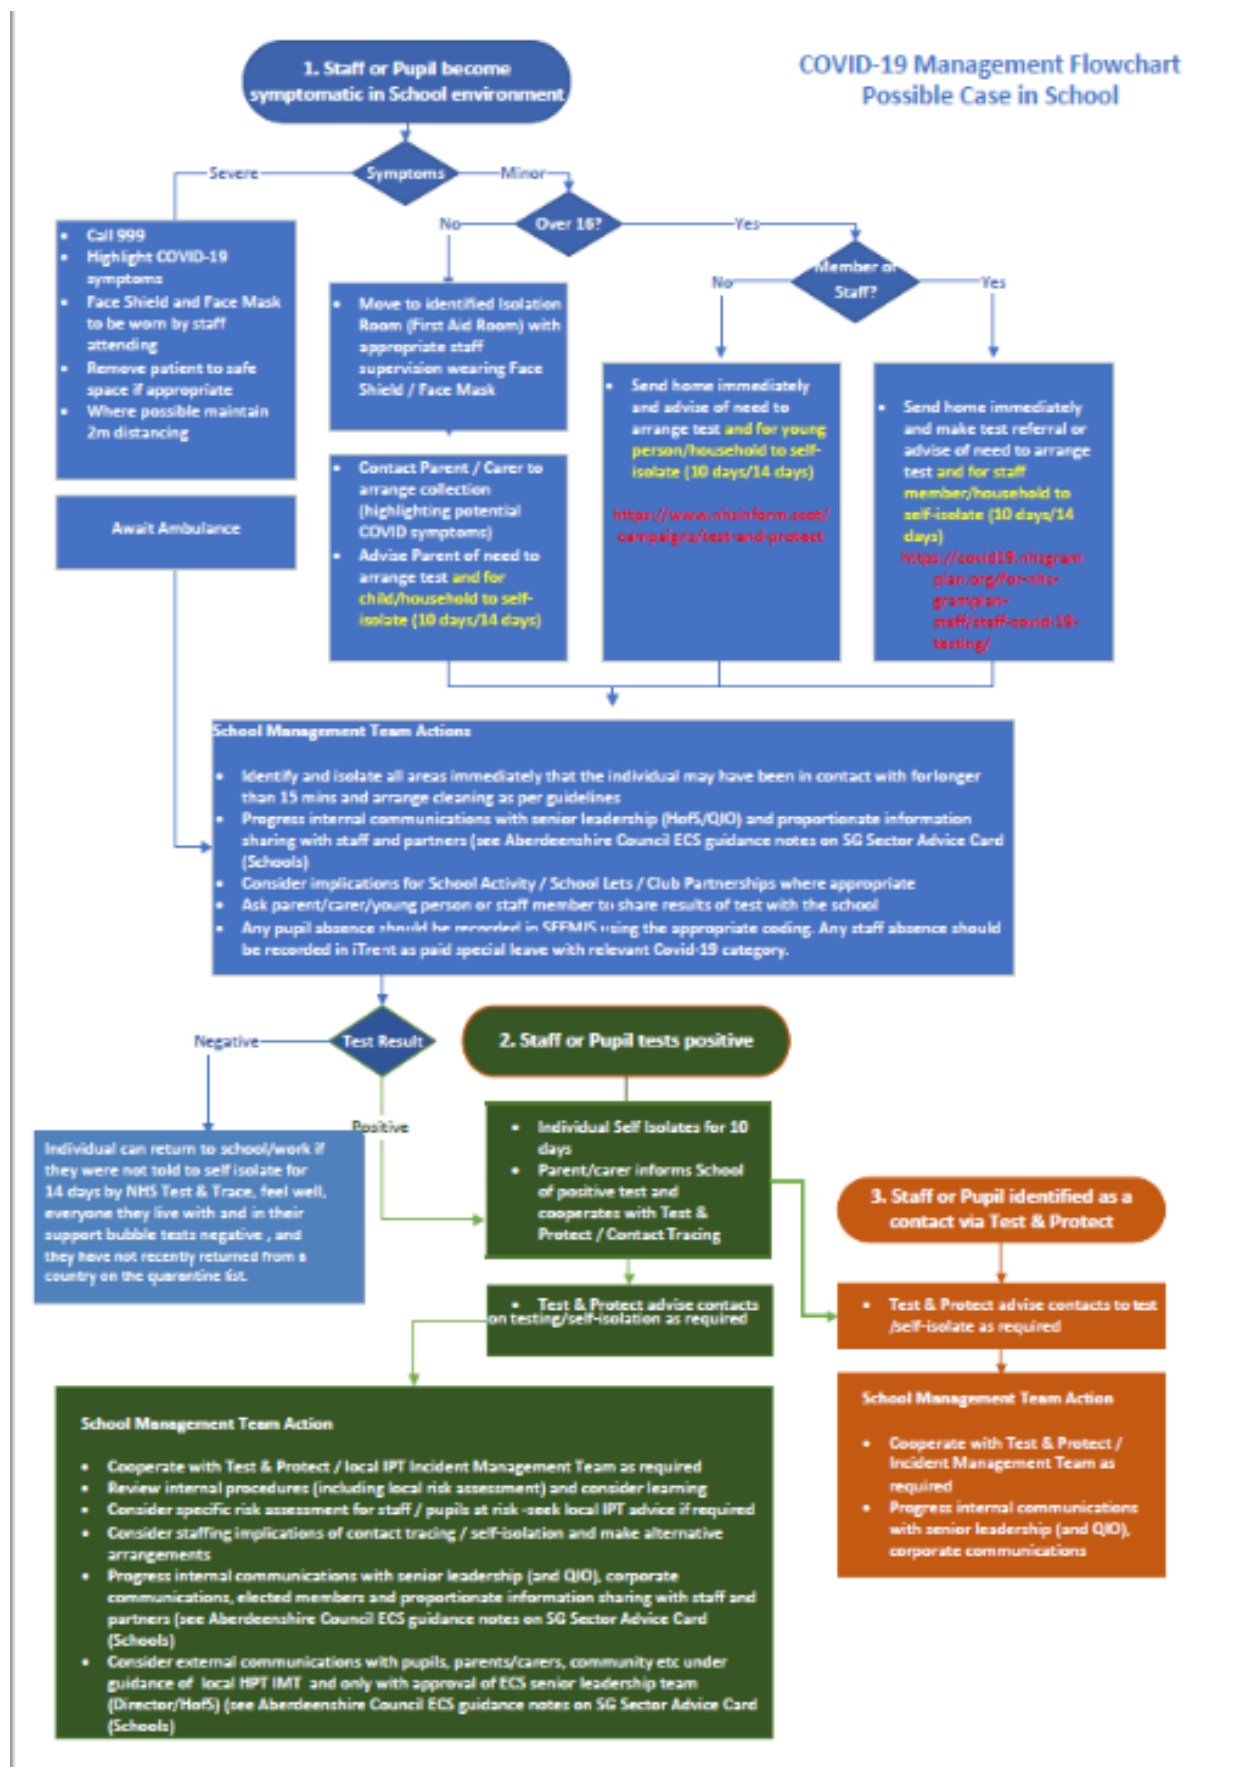 COVID-19 Management Flowchart
Possible Case in School
1. Staff or Pupil become
symptomatic in School environment
Symptoms
Severe
Minor
Over 16?
No
Yes
Member of
Staff?
No
Yes
• Call 999
• Highlight COVID-19
symptoms
• Face Shield and Face Mask
to be worn by staff
attending
• Remove patient to safe
space if appropriate
• Where possible maintain
2m distancing
Await Ambulance
• Move to identified Isolation
Room (First Aid Room) with
appropriate staff
supervision wearing Face
Shield / Face Mask
• Contact Parent / Carer to
arrange collection
(highlighting potential
COVID symptoms)
• Advise Parent of need to
arrange test and for
child/household to self-
isolate (10 days/14 days)
• Send home immediately
and advise of need to
arrange test and for young
person/household to self-
isolate (10 days/14 days)
https://www.nhsinform.scot/
campaigns/test-and-protect
• Send home immediately
and make test referral or
advise of need to arrange
test and for staff
member/household to
self-isolate (10 days/14
days)
https://covid19.nhsgram
pian.org/for-nhs-
grampian-
staff/staff-covid-19-
testing/
School Management Team Actions
• Identify and isolate all areas immediately that the individual may have been in contact with for longer
than 15 mins and arrange cleaning as per guidelines
• Progress internal communications with senior leadership (HofS/QIO) and proportionate information
sharing with staff and partners (see Aberdeenshire Council ECS guidance notes on SG Sector Advice Card
(Schools)
• Consider implications for School Activity / School Lets / Club Partnerships where appropriate
• Ask parent/carer/young person or staff member to share results of test with the school
• Any pupil absence should be recorded in SEEMIS using the appropriate coding. Any staff absence should
be recorded in iTrent as paid special leave with relevant Covid-19 category.
Test Result
Negative
Positive
Individual can return to school/work if
they were not told to self isolate for
14 days by NHS Test & Trace, feel well,
everyone they live with and in their
support bubble tests negative , and
they have not recently returned from a
country on the quarantine list.
2. Staff or Pupil tests positive
• Individual Self Isolates for 10
days
• Parent/carer informs School
of positive test and
cooperates with Test &
Protect / Contact Tracing
• Test & Protect advise contacts
on testing/self-isolation as required
School Management Team Action
• Cooperate with Test & Protect / local IPT Incident Management Team as required
• Review internal procedures (including local risk assessment) and consider learning
• Consider specific risk assessment for staff / pupils at risk -seek local IPT advice if required
• Consider staffing implications of contact tracing / self-isolation and make alternative
arrangements
• Progress internal communications with senior leadership (and QIO), corporate
communications, elected members and proportionate information sharing with staff and
partners (see Aberdeenshire Council ECS guidance notes on SG Sector Advice Card
(Schools)
• Consider external communications with pupils, parents/carers, community etc under
guidance of local HPT IMT and only with approval of ECS senior leadership team
(Director/HofS) (see Aberdeenshire Council ECS guidance notes on SG Sector Advice Card
(Schools)
3. Staff or Pupil identified as a
contact via Test & Protect
• Test & Protect advise contacts to test
/self-isolate as required
School Management Team Action
• Cooperate with Test & Protect /
Incident Management Team as
required
• Progress internal communications
with senior leadership (and QIO),
corporate communications